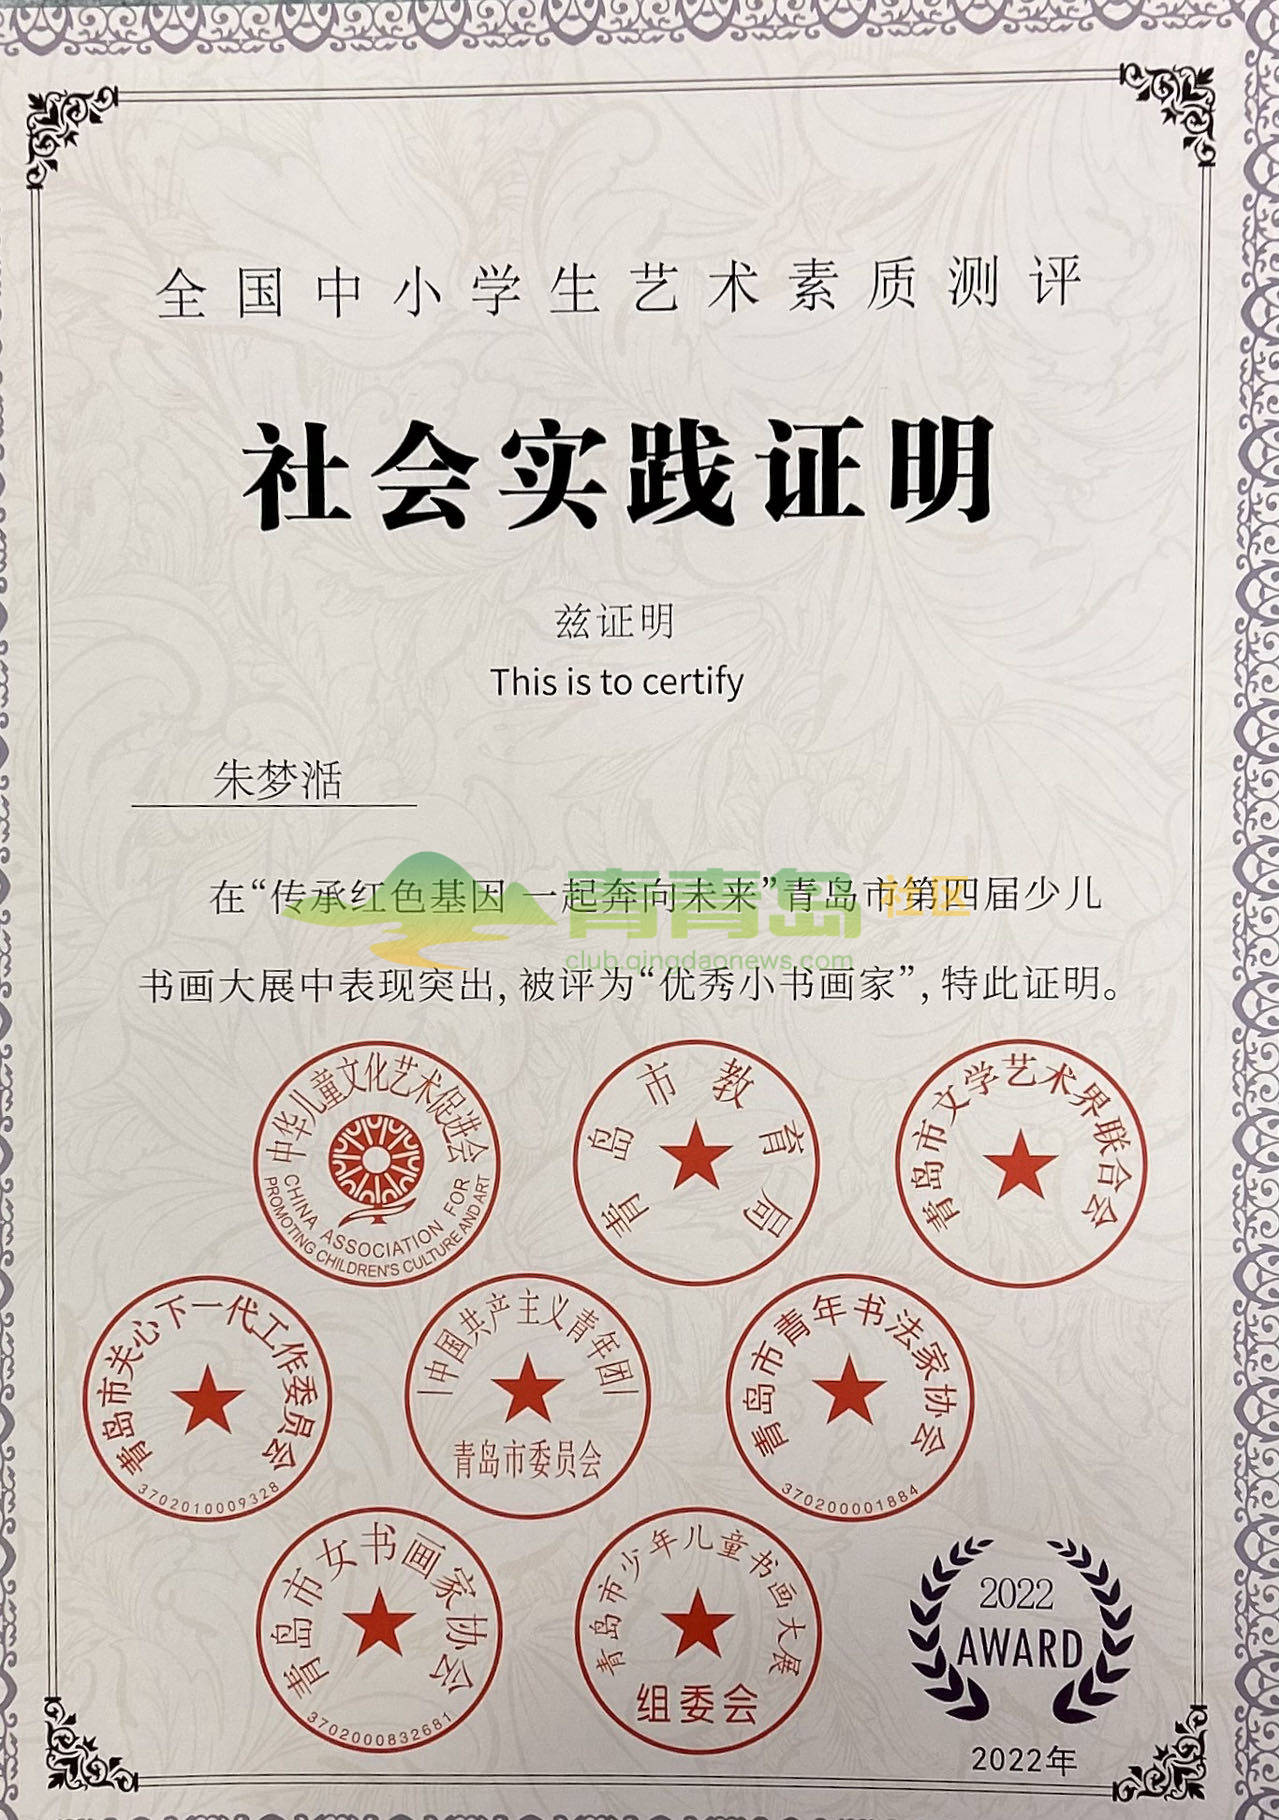 全国中小学生艺术素质测评
社会实践证明
兹证明
This is to certify
朱梦湉
在“传承红色基因 一起奔向未来”青岛市第四届少儿
青青岛社区
club.qingdaonews.com
书画大展中表现突出，被评为“优秀小书画家”，特此证明。
中华儿童文化艺术促进会
CHINA ASSOCIATION FOR
PROMOTING CHILDREN'S CULTURE AND ART
青岛市教育局
青岛市文学艺术界联合会
青岛市关心下一代工作委员会
3702010009328
中国共产主义青年团
青岛市委员会
青岛市青年书法家协会
370200001884
青岛市女书画家协会
3702000832681
青岛市少年儿童书画大展
组委会
2022
AWARD
2022年